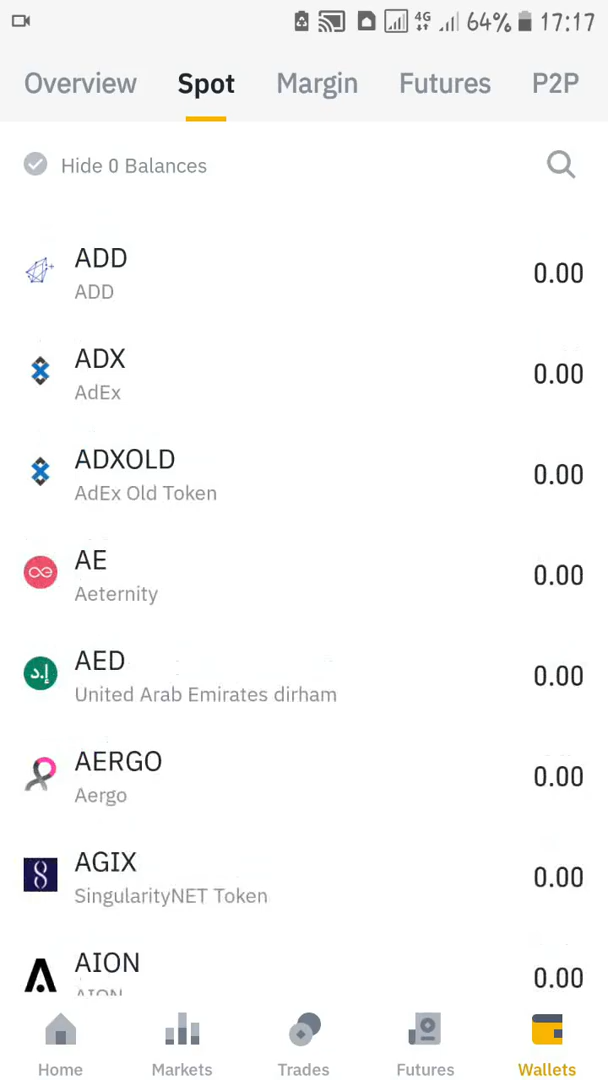 4G 64% 17:17
Overview Spot Margin Futures P2P
Hide 0 Balances
ADD
ADD
0.00
ADX
AdEx
0.00
ADXOLD
AdEx Old Token
0.00
AE
Aeternity
0.00
AED
United Arab Emirates dirham
0.00
د.إ
AERGO
Aergo
0.00
AGIX
SingularityNET Token
0.00
AION
AION
0.00
Home Markets Trades Futures Wallets